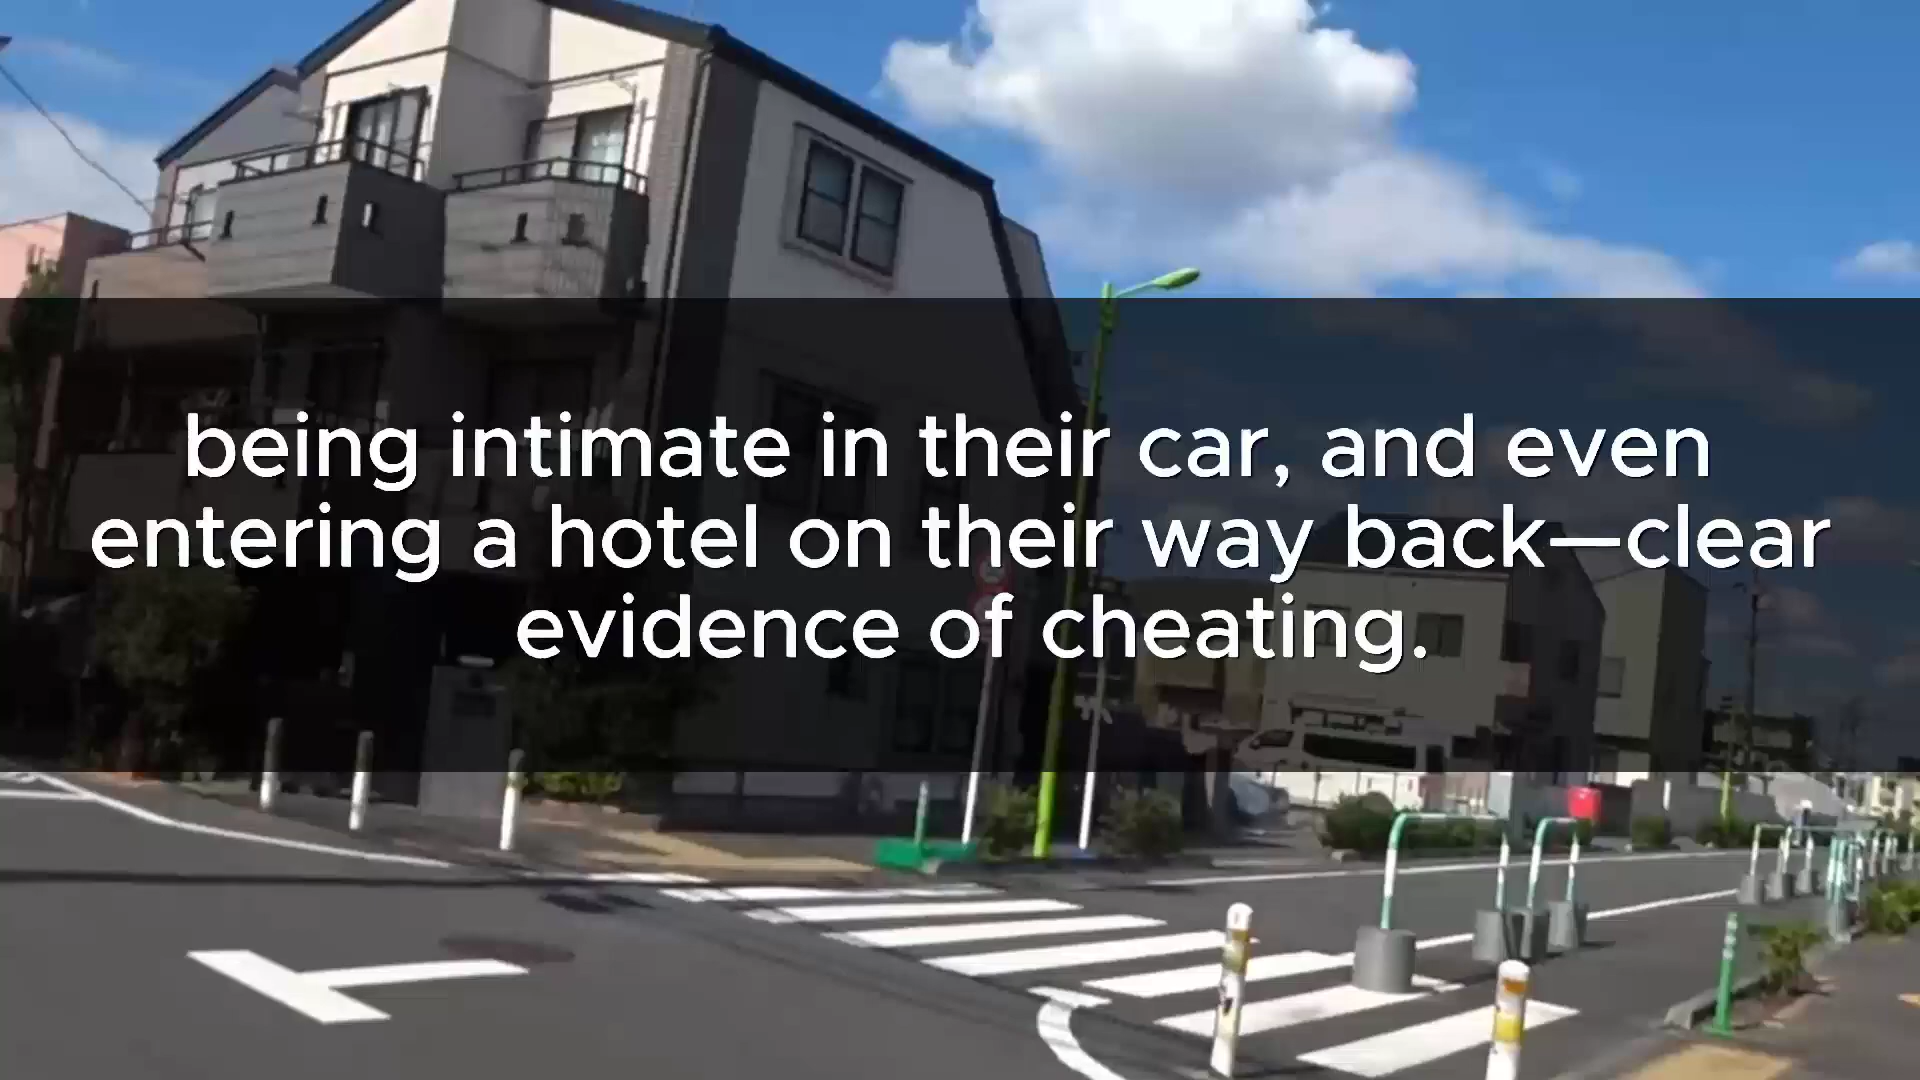 being intimate in their car, and even
entering a hotel on their way back—clear
evidence of cheating.